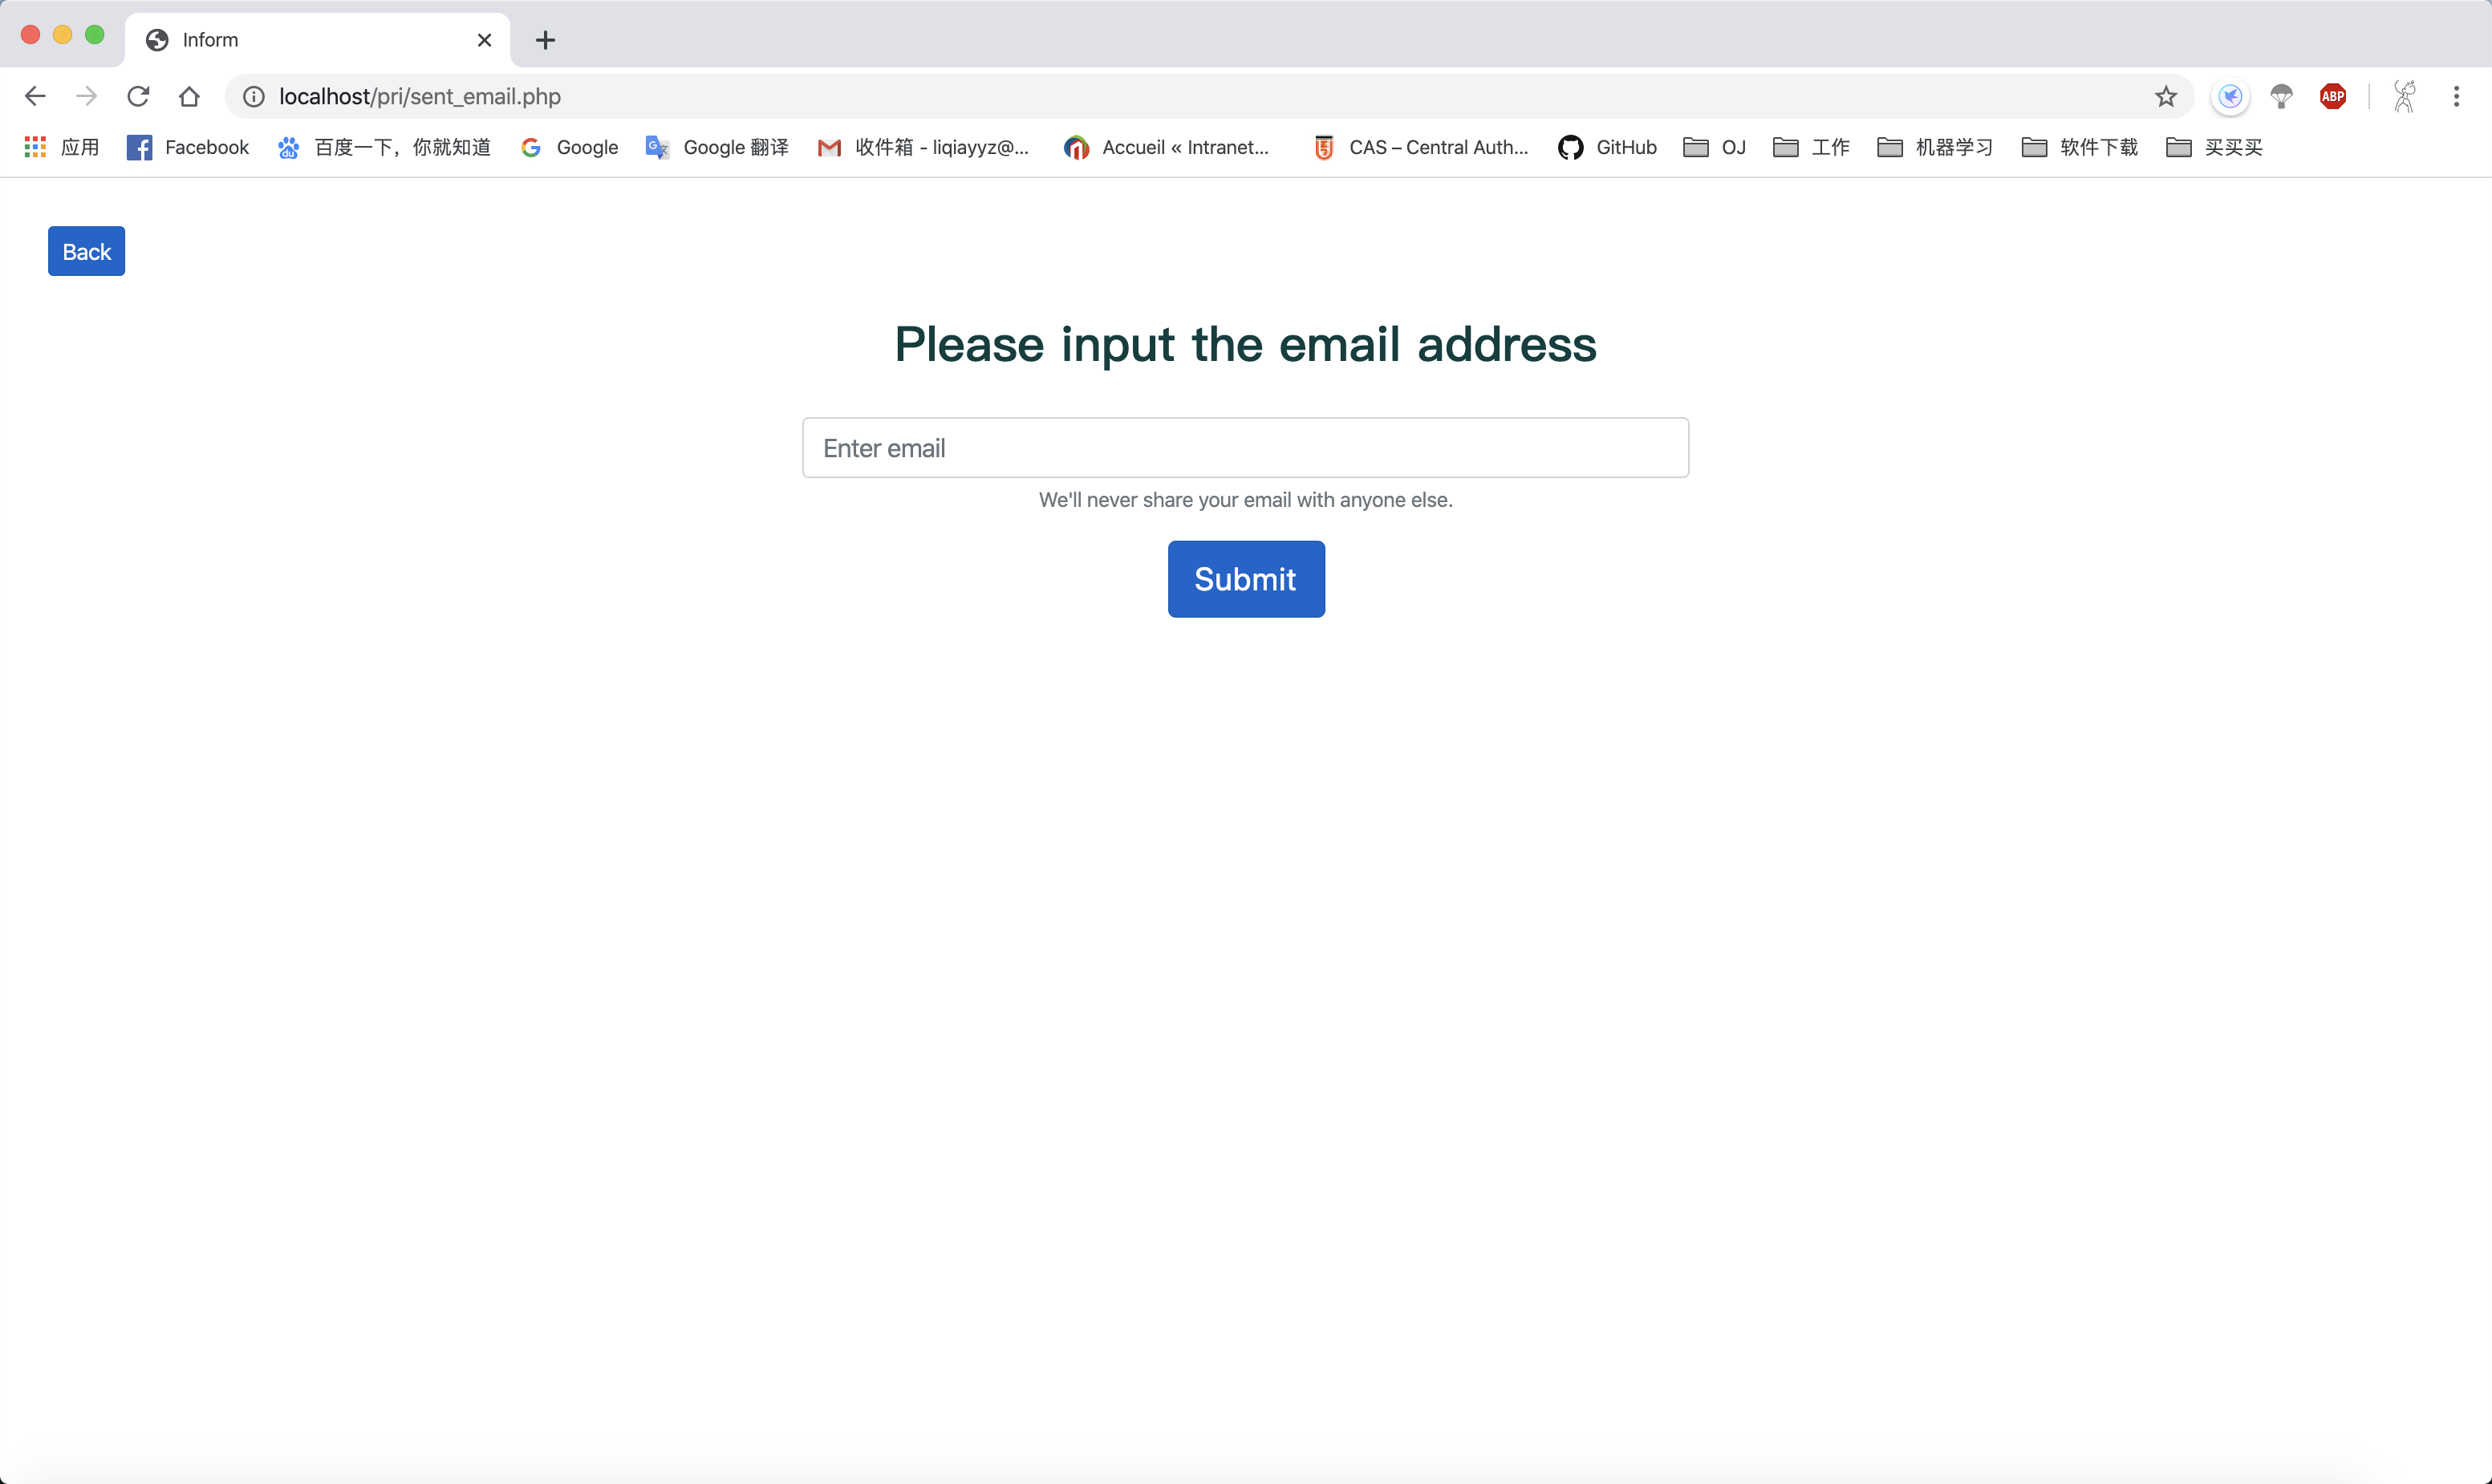 Inform
localhost/pri/sent_email.php
ABP
应用 Facebook 百度一下，你就知道 Google Google 翻译 收件箱 - liqiayyz@... Accueil « Intranet... CAS – Central Auth... GitHub OJ 工作 机器学习 软件下载 买买买
Back
Please input the email address
Enter email
We'll never share your email with anyone else.
Submit